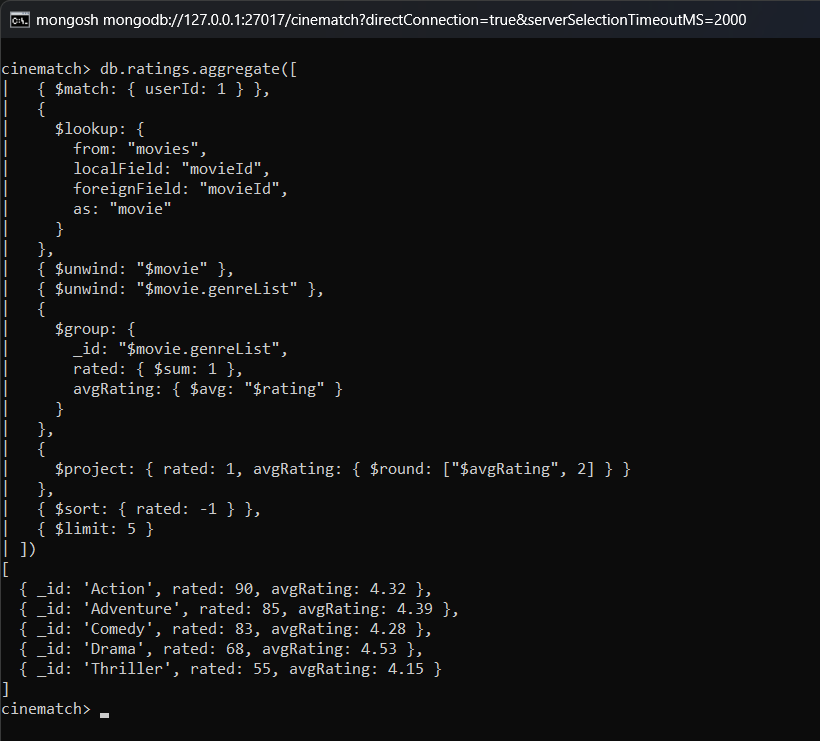 mongosh mongodb://127.0.0.1:27017/cinematch?directConnection=true&serverSelectionTimeoutMS=2000
cinematch> db.ratings.aggregate([
|   { $match: { userId: 1 } },
|   {
|     $lookup: {
|       from: "movies",
|       localField: "movieId",
|       foreignField: "movieId",
|       as: "movie"
|     }
|   },
|   { $unwind: "$movie" },
|   { $unwind: "$movie.genreList" },
|   {
|     $group: {
|       _id: "$movie.genreList",
|       rated: { $sum: 1 },
|       avgRating: { $avg: "$rating" }
|     }
|   },
|   {
|     $project: { rated: 1, avgRating: { $round: ["$avgRating", 2] } }
|   },
|   { $sort: { rated: -1 } },
|   { $limit: 5 }
| ])
[
  { _id: 'Action', rated: 90, avgRating: 4.32 },
  { _id: 'Adventure', rated: 85, avgRating: 4.39 },
  { _id: 'Comedy', rated: 83, avgRating: 4.28 },
  { _id: 'Drama', rated: 68, avgRating: 4.53 },
  { _id: 'Thriller', rated: 55, avgRating: 4.15 }
]
cinematch>